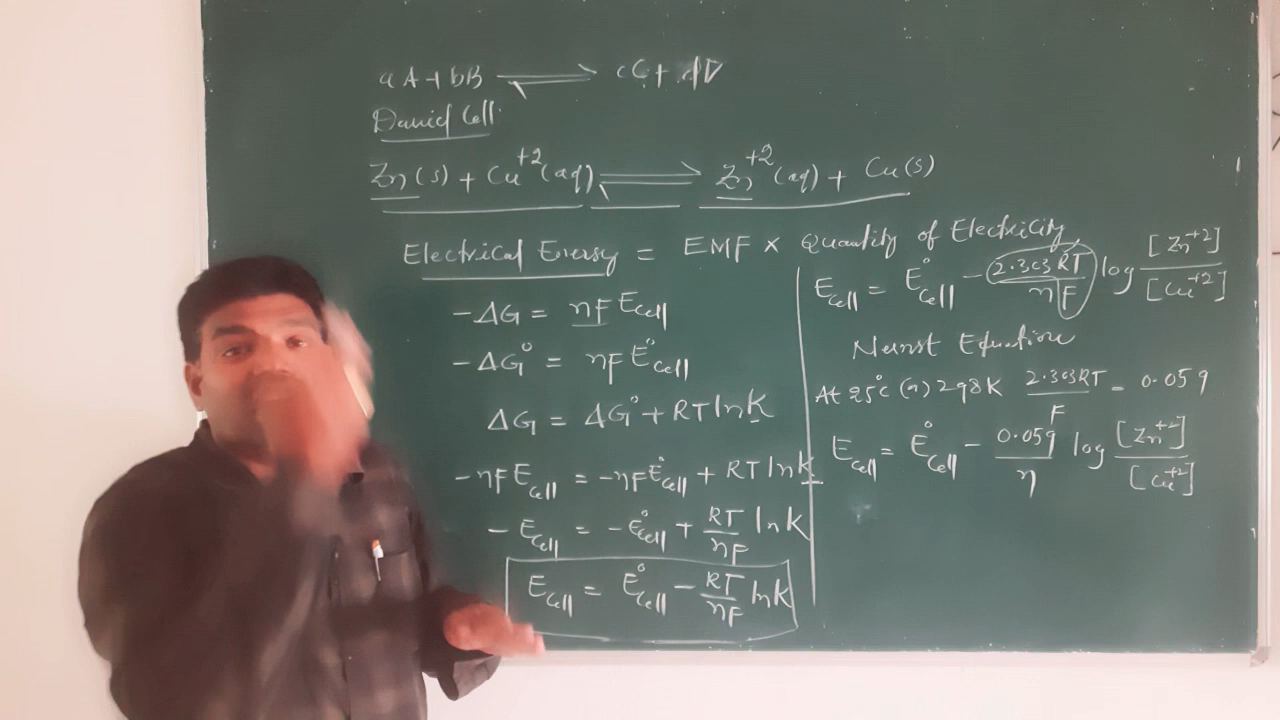 aA + bB ⇌ cC + dD
Daniel Cell
Zn(s) + Cu⁺²(aq) ⇌ Zn⁺²(aq) + Cu(s)
Electrical Energy = EMF × Quantity of Electricity
-ΔG = nF Ecell
-ΔG° = nF E°cell
ΔG = ΔG° + RT ln K
-nF Ecell = -nF E°cell + RT ln K
-Ecell = -E°cell + RT/nF ln K
Ecell = E°cell - RT/nF ln K
Ecell = E°cell - 2.303 RT/nF log [Zn⁺²]/[Cu⁺²]
Nernst Equation
At 25°C (n) 298K 2.303RT/F = 0.059
Ecell = E°cell - 0.059/n log [Zn⁺²]/[Cu⁺²]